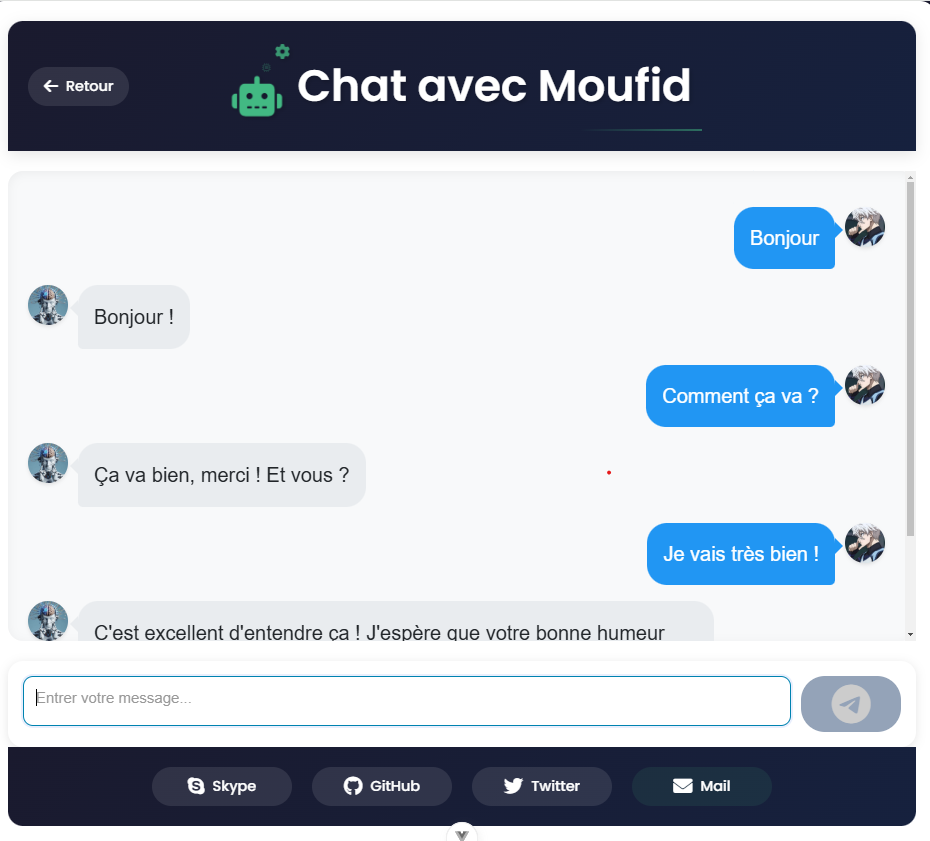 Retour
Chat avec Moufid
Bonjour
Bonjour !
Comment ça va ?
Ça va bien, merci ! Et vous ?
Je vais très bien !
C'est excellent d'entendre ça ! J'espère que votre bonne humeur
Entrer votre message...
Skype
GitHub
Twitter
Mail